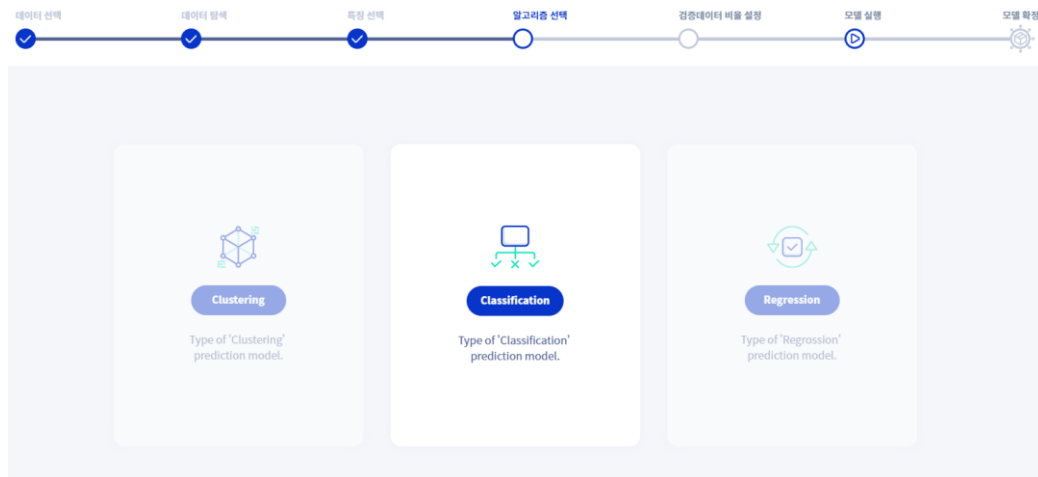 데이터 선택
데이터 탐색
특징 선택
알고리즘 선택
검증데이터 비율 설정
모델 실행
모델 확정
Clustering
Type of 'Clustering'
prediction model.
Classification
Type of 'Classification'
prediction model.
Regression
Type of 'Regrossion'
prediction model.